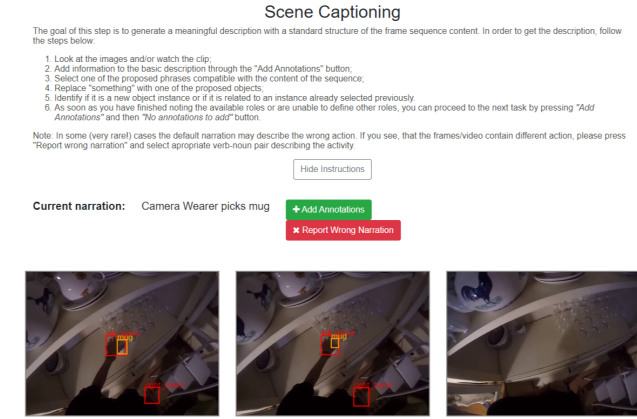 Scene Captioning
The goal of this step is to generate a meaningful description with a standard structure of the frame sequence content. In order to get the description, follow
the steps below:
1. Look at the images and/or watch the clip;
2. Add information to the basic description through the "Add Annotations" button;
3. Select one of the proposed phrases compatible with the content of the sequence;
4. Replace "something" with one of the proposed objects;
5. Identify if it is a new object instance or if it is related to an instance already selected previously.
6. As soon as you have finished noting the available roles or are unable to define other roles, you can proceed to the next task by pressing "Add
Annotations" and then "No annotations to add" button.
Note: In some (very rare!) cases the default narration may describe the wrong action. If you see, that the frames/video contain different action, please press
"Report wrong narration" and select apropriate verb-noun pair describing the activity.
Hide Instructions
Current narration: Camera Wearer picks mug
+ Add Annotations
× Report Wrong Narration
mug
mug